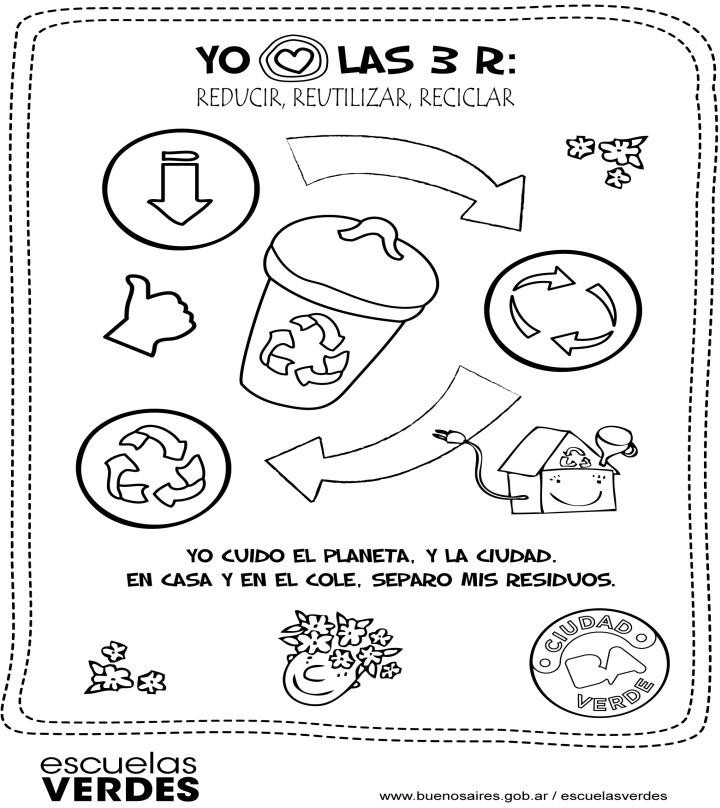 YO LAS 3 R:
REDUCIR, REUTILIZAR, RECICLAR
YO CUIDO EL PLANETA, Y LA CIUDAD.
EN CASA Y EN EL COLE, SEPARO MIS RESIDUOS.
CIUDAD
VERDE
escuelas
VERDES
www.buenosaires.gob.ar / escuelasverdes